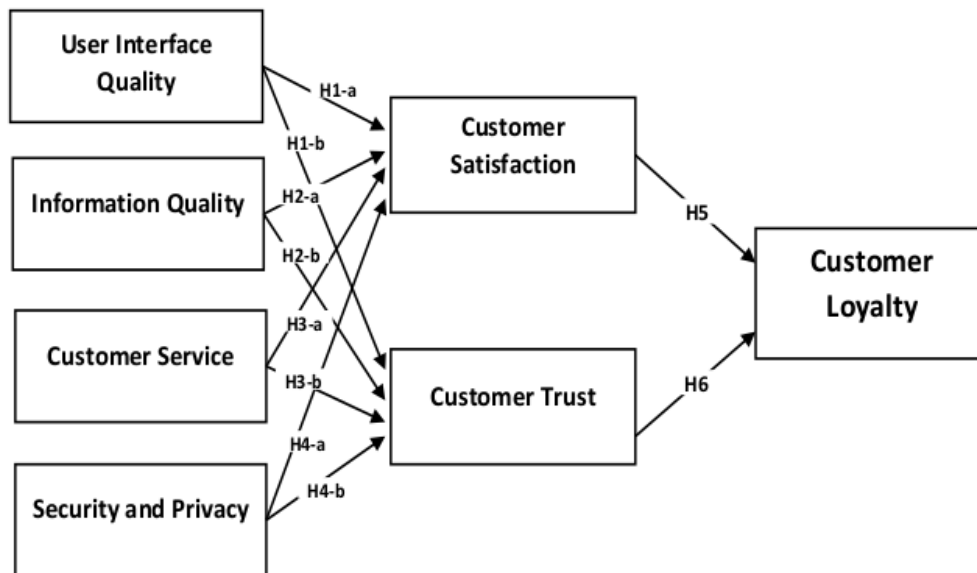 User Interface
Quality
H1-a
Customer
Satisfaction
H1-b
Information Quality
H2-a
H5
H2-b
Customer
Loyalty
Customer Service
H3-a
H3-b
Customer Trust
H6
H4-a
Security and Privacy
H4-b